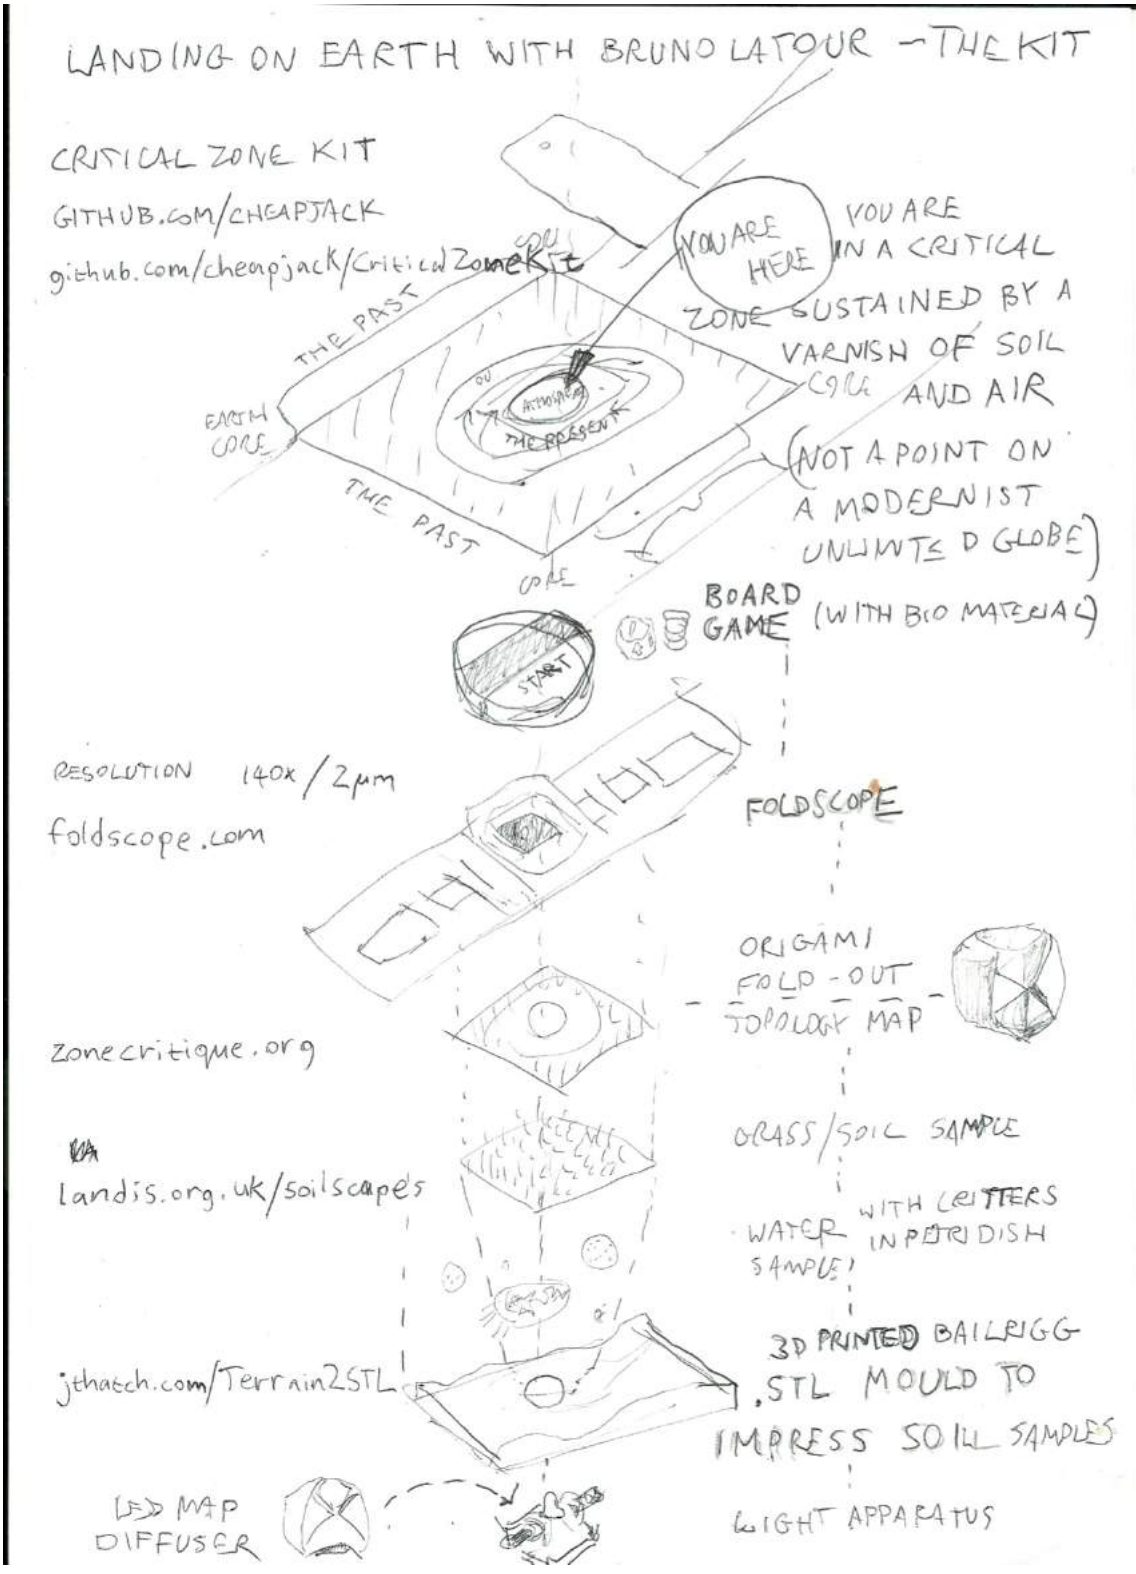 LANDING ON EARTH WITH BRUNO LATOUR - THE KIT
CRITICAL ZONE KIT
GITHUB.COM/CHEAPJACK
github.com/cheapjack/CriticalZoneKit
YOU ARE
HERE
YOU ARE
IN A CRITICAL
ZONE SUSTAINED BY A
VARNISH OF SOIL
AND AIR
(NOT A POINT ON
A MODERNIST
UNLIMITED GLOBE)
THE PAST
EARTH
CORE
CORE
THE PRESENT
THE PAST
CORE
START
BOARD
GAME (WITH BIO MATERIAL)
RESOLUTION 140x/2μm
foldscope.com
FOLDSCOPE
ORIGAMI
FOLD-OUT
TOPOLOGY MAP
zonecritique.org
GRASS/SOIL SAMPLE
landis.org.uk/soilscapes
WATER
SAMPLE
WITH CRITTERS
IN PETRI DISH
3D PRINTED BAILRIGG
.STL MOULD TO
IMPRESS SOIL SAMPLES
jthatch.com/Terrain2STL
LED MAP
DIFFUSER
LIGHT APPARATUS